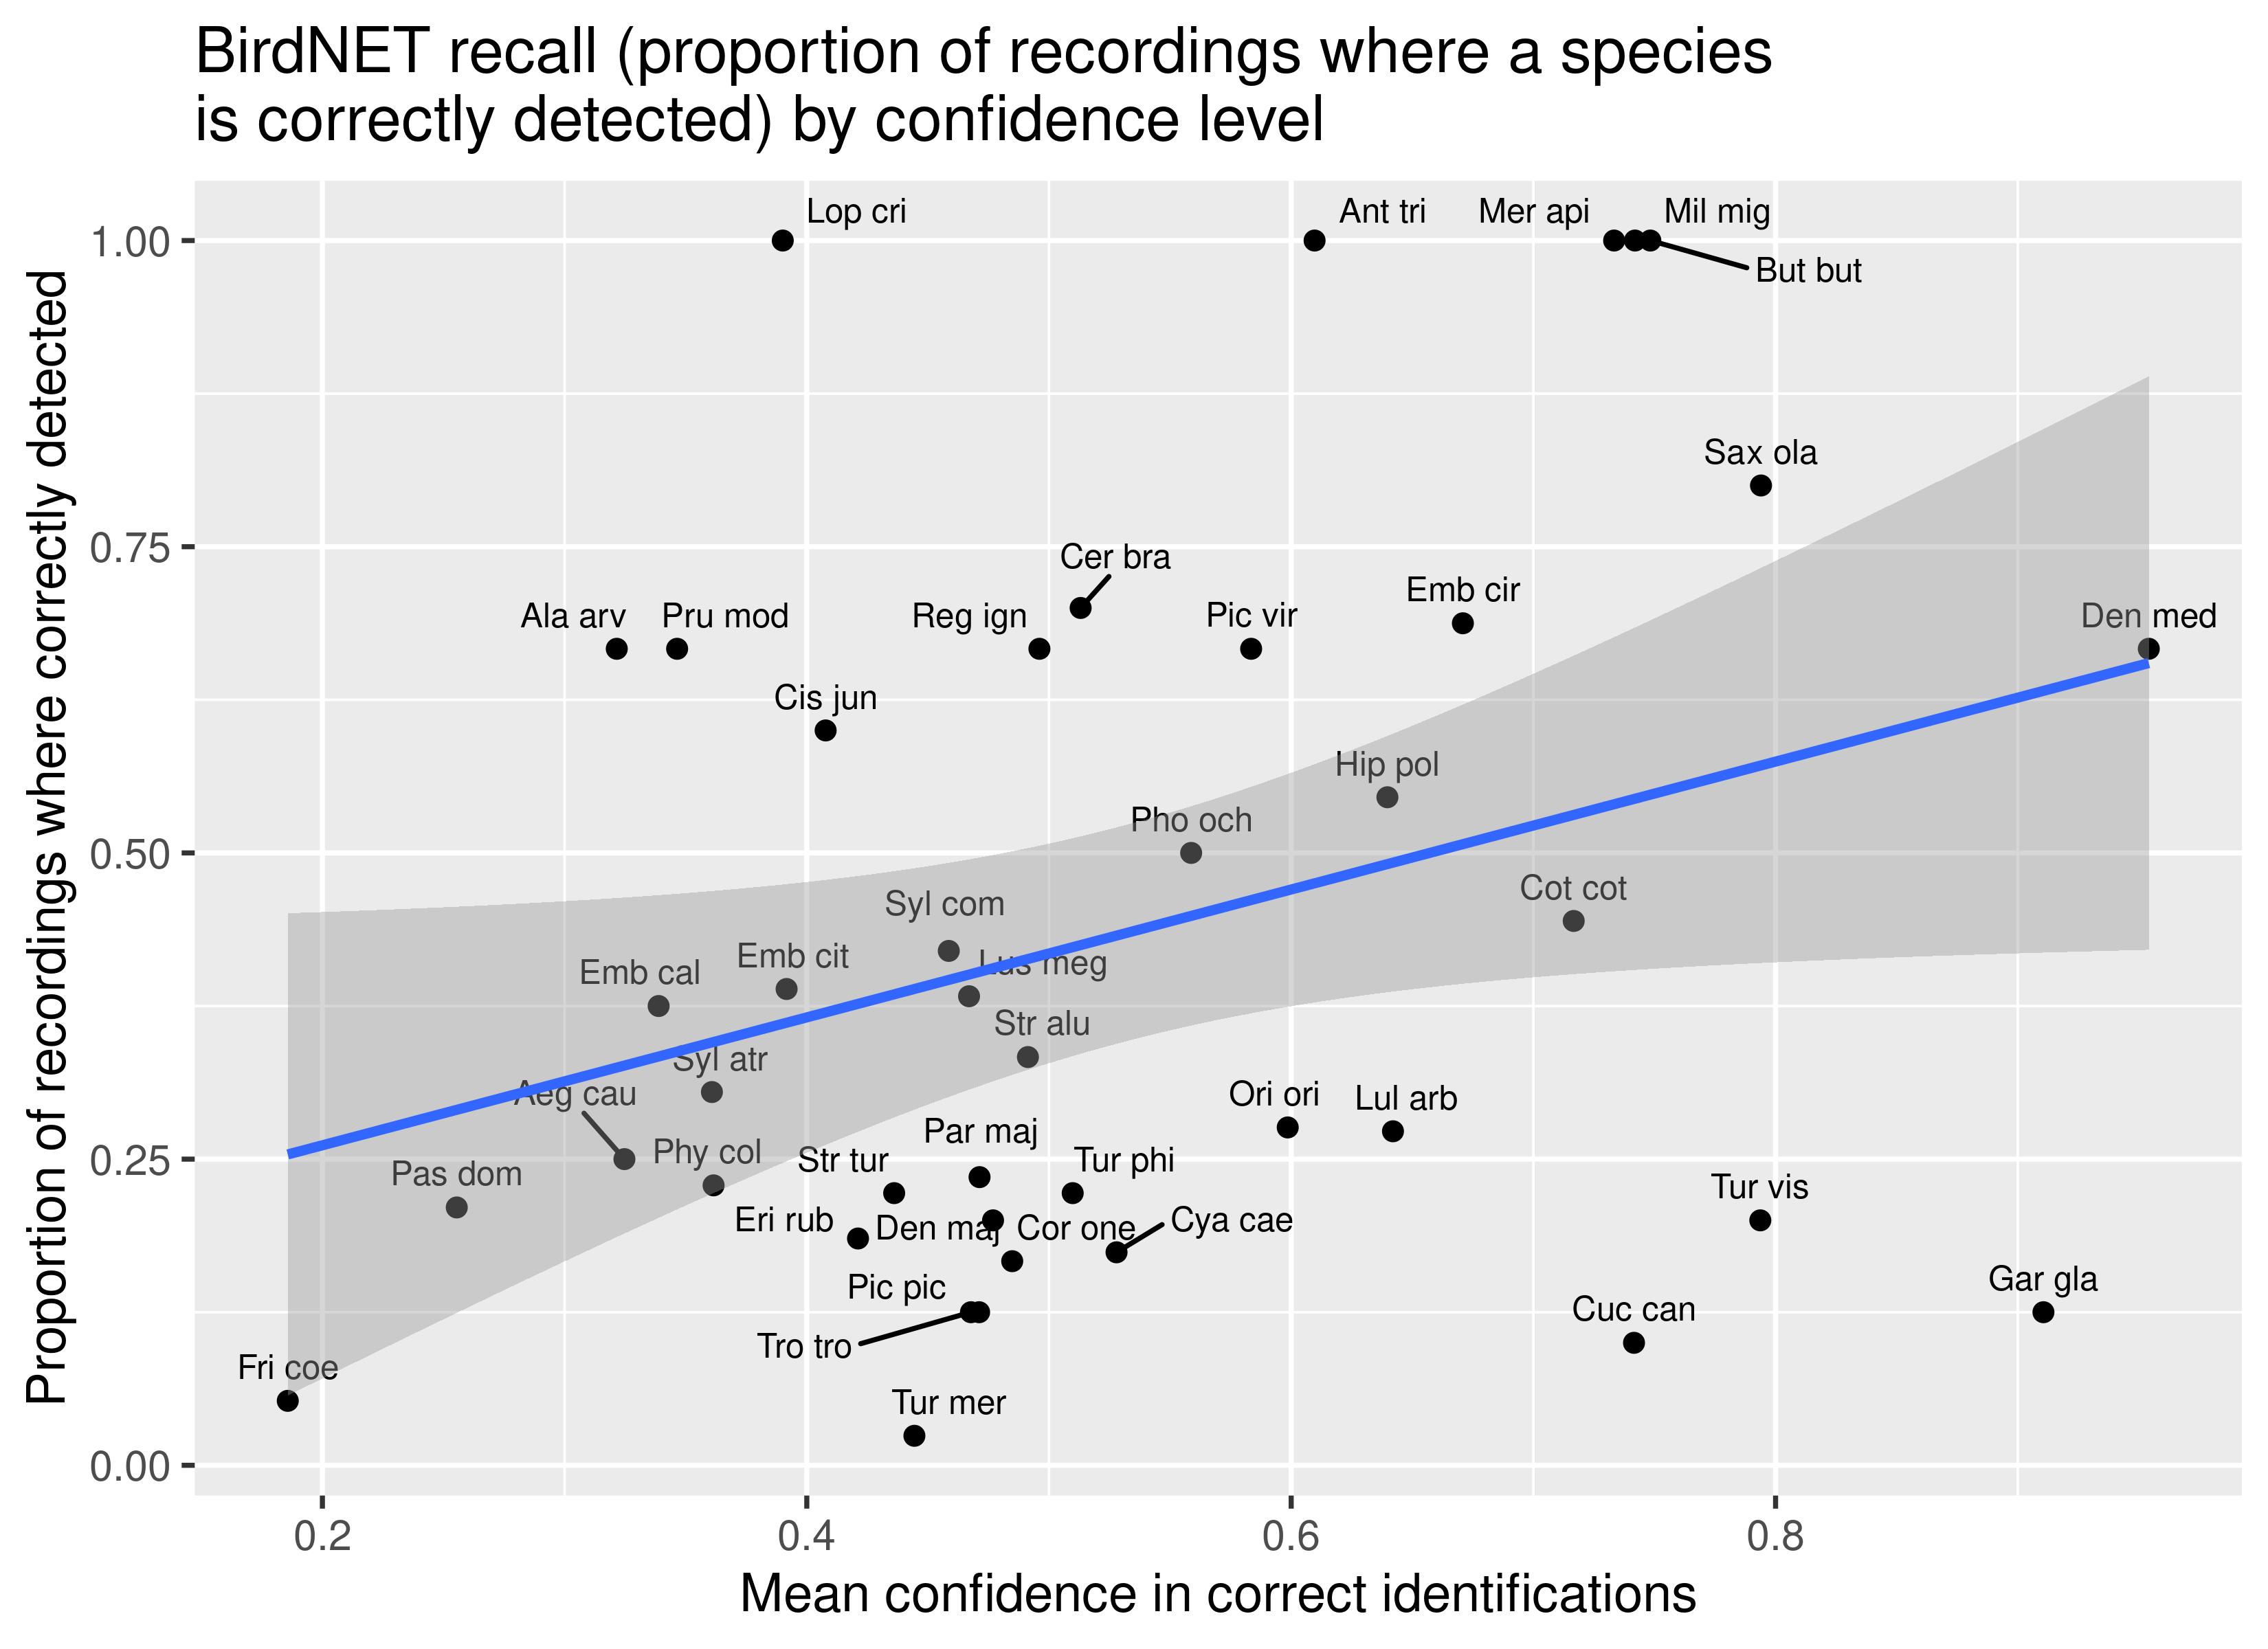 BirdNET recall (proportion of recordings where a species
is correctly detected) by confidence level
Proportion of recordings where correctly detected
1.00
0.75
0.50
0.25
0.00
Lop cri
Ant tri
Mer api
Mil mig
But but
Sax ola
Cer bra
Emb cir
Ala arv
Pru mod
Reg ign
Pic vir
Den med
Cis jun
Hip pol
Pho och
Cot cot
Syl com
Emb cit
Lus meg
Emb cal
Str alu
Syl atr
Aeg cau
Ori ori
Lul arb
Par maj
Phy col
Str tur
Tur phi
Pas dom
Tur vis
Eri rub
Den maj
Cor one
Cya cae
Pic pic
Gar gla
Cuc can
Tro tro
Fri coe
Tur mer
0.2
0.4
0.6
0.8
Mean confidence in correct identifications